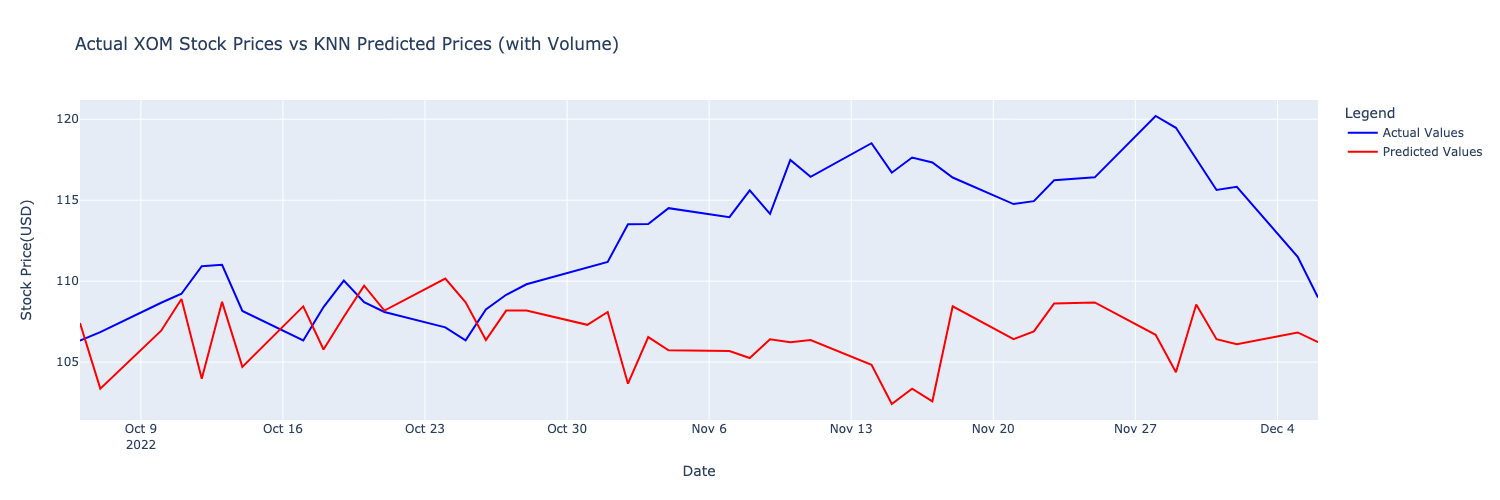 Actual XOM Stock Prices vs KNN Predicted Prices (with Volume)
Legend
Actual Values
Predicted Values
Stock Price(USD)
120
115
110
105
Oct 9
2022
Oct 16
Oct 23
Oct 30
Nov 6
Nov 13
Nov 20
Nov 27
Dec 4
Date